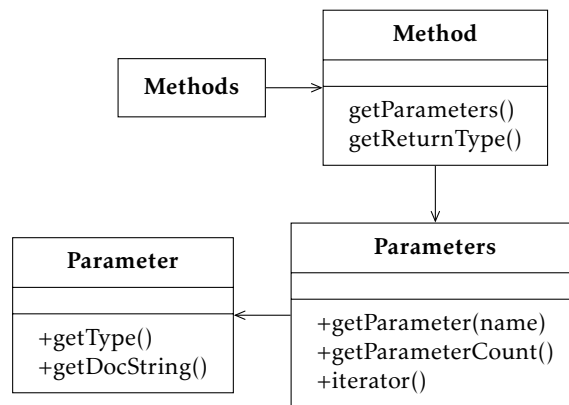 Method
Methods
getParameters()
getReturnType()
Parameter
Parameters
+getType()
+getDocString()
+getParameter(name)
+getParameterCount()
+iterator()